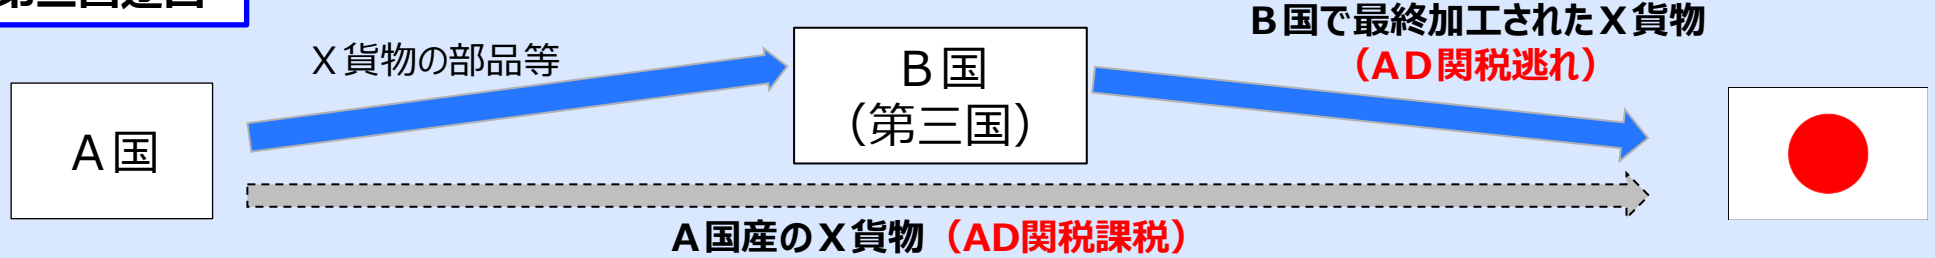 Ｂ国で最終加工されたＸ貨物
（ＡＤ関税逃れ）
Ｘ貨物の部品等
Ｂ国
（第三国）
Ａ国
Ａ国産のＸ貨物（AD関税課税）